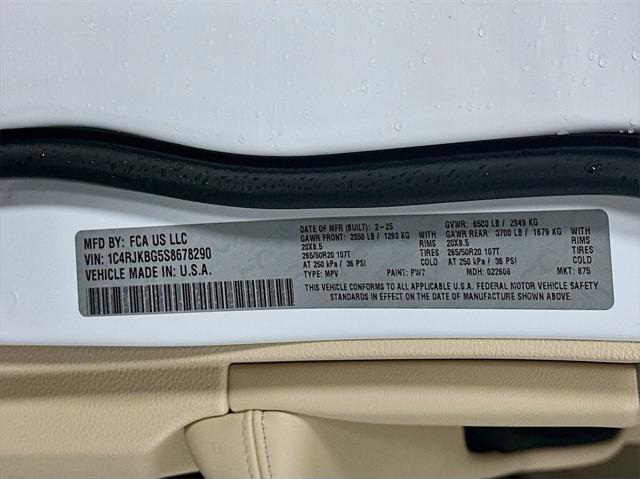 MFD BY: FCA US LLC
VIN: 1C4RJKBG5S8678290
VEHICLE MADE IN U.S.A.
DATE OF MFR (BUILT): 2-25 GVWR: 6500 LB / 2949 KG
GAWR FRONT: 2350 LB / 1293 KG WITH GAWR REAR: 3700 LB / 1679 KG WITH
20X8.5 RIMS 20X8.5 RIMS
265/50R20 107T TIRES 265/50R20 107T TIRES
AT 250 kPa / 36 PSI COLD AT 250 kPa / 36 PSI COLD
TYPE: MPV PAINT: PW7 MDH: 022606 MKT: 875
THIS VEHICLE CONFORMS TO ALL APPLICABLE U.S.A. FEDERAL MOTOR VEHICLE SAFETY
STANDARDS IN EFFECT ON THE DATE OF MANUFACTURE SHOWN ABOVE.